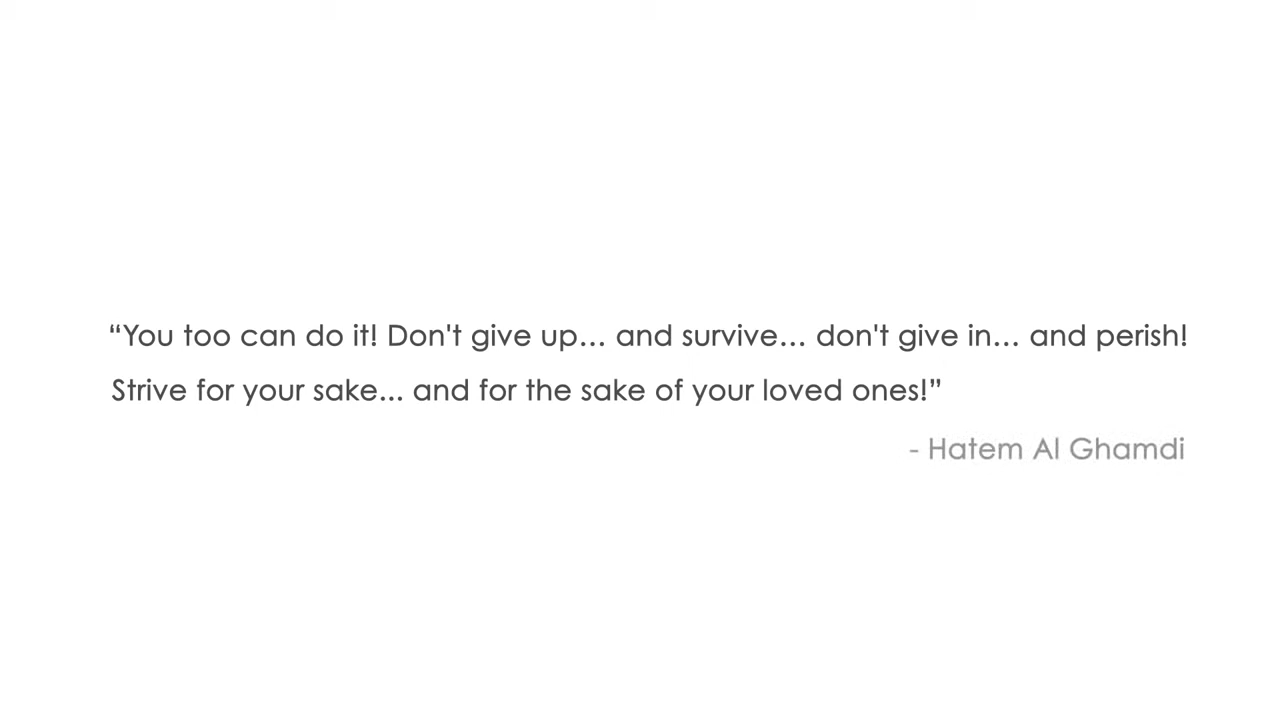 “You too can do it! Don't give up... and survive... don't give in... and perish!
Strive for your sake... and for the sake of your loved ones!”
- Hatem Al Ghamdi